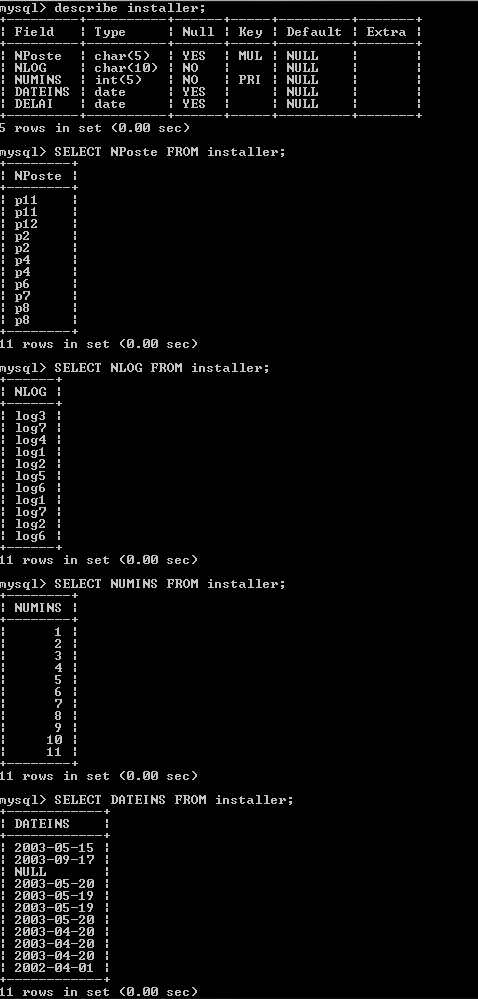 mysql> describe installer;
+---------+----------+------+-----+---------+-------+
¦ Field   ¦ Type     ¦ Null ¦ Key ¦ Default ¦ Extra ¦
+---------+----------+------+-----+---------+-------+
¦ NPoste  ¦ char(5)  ¦ YES  ¦ MUL ¦ NULL    ¦       ¦
¦ NLOG    ¦ char(10) ¦ NO   ¦     ¦ NULL    ¦       ¦
¦ NUMINS  ¦ int(5)   ¦ NO   ¦ PRI ¦ NULL    ¦       ¦
¦ DATEINS ¦ date     ¦ YES  ¦     ¦ NULL    ¦       ¦
¦ DELAI   ¦ date     ¦ YES  ¦     ¦ NULL    ¦       ¦
+---------+----------+------+-----+---------+-------+
5 rows in set (0.00 sec)
mysql> SELECT NPoste FROM installer;
+--------+
¦ NPoste ¦
+--------+
¦ p11    ¦
¦ p11    ¦
¦ p12    ¦
¦ p2     ¦
¦ p2     ¦
¦ p4     ¦
¦ p4     ¦
¦ p6     ¦
¦ p7     ¦
¦ p8     ¦
¦ p8     ¦
+--------+
11 rows in set (0.00 sec)
mysql> SELECT NLOG FROM installer;
+------+
¦ NLOG ¦
+------+
¦ log3 ¦
¦ log7 ¦
¦ log4 ¦
¦ log1 ¦
¦ log2 ¦
¦ log5 ¦
¦ log6 ¦
¦ log1 ¦
¦ log7 ¦
¦ log2 ¦
¦ log6 ¦
+------+
11 rows in set (0.00 sec)
mysql> SELECT NUMINS FROM installer;
+--------+
¦ NUMINS ¦
+--------+
¦      1 ¦
¦      2 ¦
¦      3 ¦
¦      4 ¦
¦      5 ¦
¦      6 ¦
¦      7 ¦
¦      8 ¦
¦      9 ¦
¦     10 ¦
¦     11 ¦
+--------+
11 rows in set (0.00 sec)
mysql> SELECT DATEINS FROM installer;
+------------+
¦ DATEINS    ¦
+------------+
¦ 2003-05-15 ¦
¦ 2003-09-17 ¦
¦ NULL       ¦
¦ 2003-05-20 ¦
¦ 2003-05-19 ¦
¦ 2003-05-19 ¦
¦ 2003-05-20 ¦
¦ 2003-04-20 ¦
¦ 2003-04-20 ¦
¦ 2003-04-20 ¦
¦ 2002-04-01 ¦
+------------+
11 rows in set (0.00 sec)